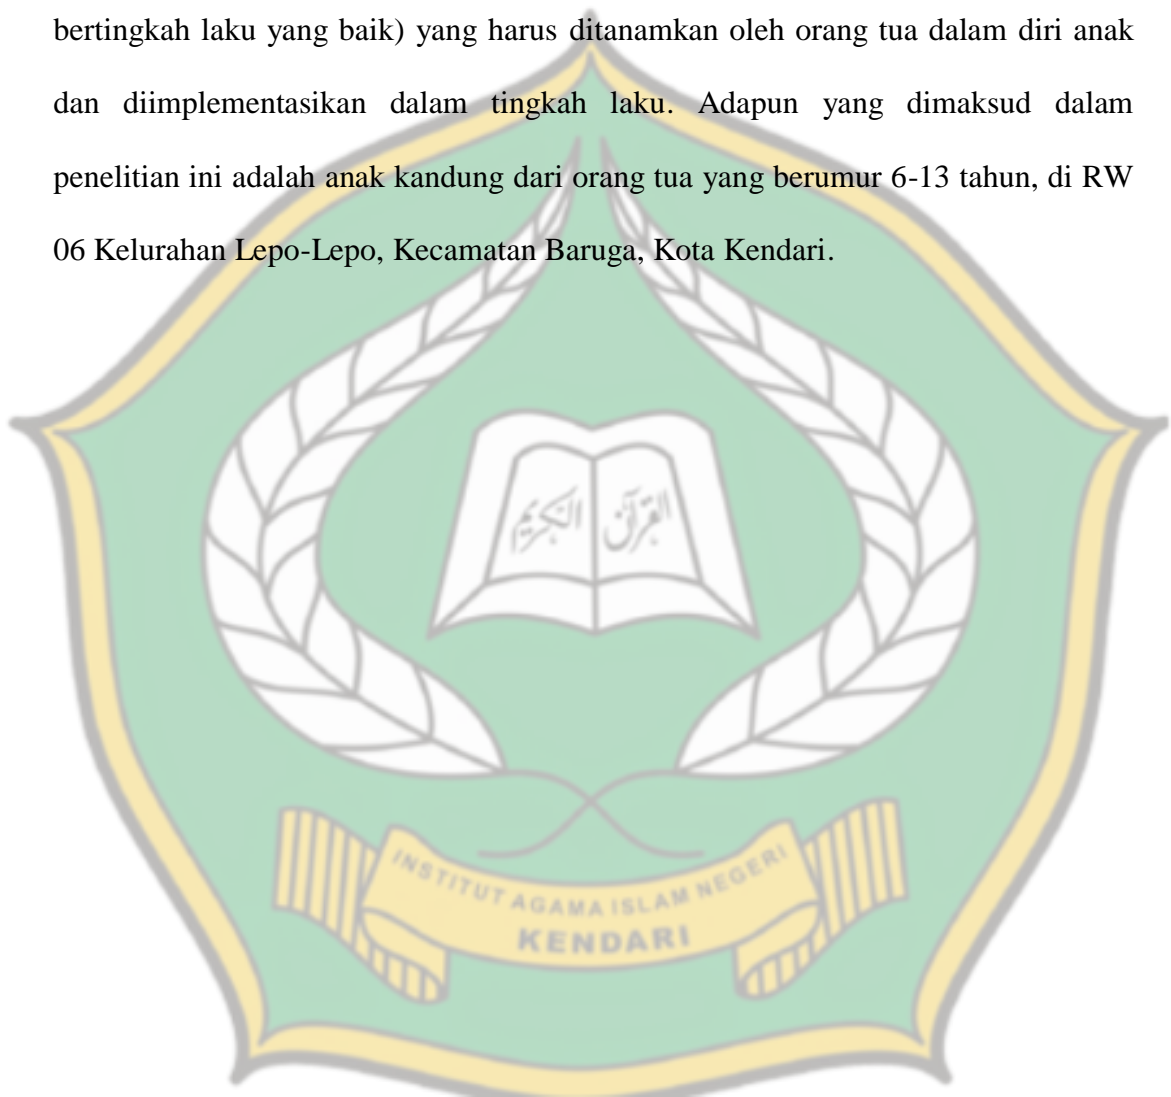 bertingkah laku yang baik) yang harus ditanamkan oleh orang tua dalam diri anak
dan diimplementasikan dalam tingkah laku. Adapun yang dimaksud dalam
penelitian ini adalah anak kandung dari orang tua yang berumur 6-13 tahun, di RW
06 Kelurahan Lepo-Lepo, Kecamatan Baruga, Kota Kendari.
القرآن الكريم
INSTITUT AGAMA ISLAM NEGERI
KENDARI